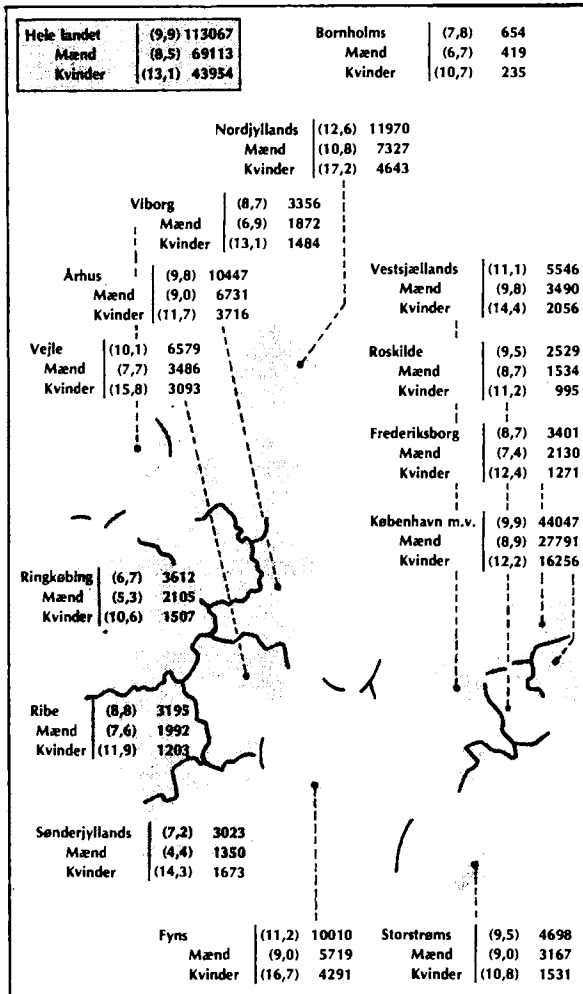 Hele landet (9,9) 113067
Mænd (8,5) 69113
Kvinder (13,1) 43954
Bornholms (7,8) 654
Mænd (6,7) 419
Kvinder (10,7) 235
Nordjyllands (12,6) 11970
Mænd (10,8) 7327
Kvinder (17,2) 4643
Viborg (8,7) 3356
Mænd (6,9) 1872
Kvinder (13,1) 1484
Århus (9,8) 10447
Mænd (9,0) 6731
Kvinder (11,7) 3716
Vejle (10,1) 6579
Mænd (7,7) 3486
Kvinder (15,8) 3093
Vestsjællands (11,1) 5546
Mænd (9,8) 3490
Kvinder (14,4) 2056
Roskilde (9,5) 2529
Mænd (8,7) 1534
Kvinder (11,2) 995
Frederiksborg (8,7) 3401
Mænd (7,4) 2130
Kvinder (12,4) 1271
København m.v. (9,9) 44047
Mænd (8,9) 27791
Kvinder (12,2) 16256
Ringkøbing (6,7) 3612
Mænd (5,3) 2105
Kvinder (10,6) 1507
Ribe (8,8) 3195
Mænd (7,6) 1992
Kvinder (11,9) 1203
Sønderjyllands (7,2) 3023
Mænd (4,4) 1350
Kvinder (14,3) 1673
Fyns (11,2) 10010
Mænd (9,0) 5719
Kvinder (16,7) 4291
Storstrøms (9,5) 4698
Mænd (9,0) 3167
Kvinder (10,8) 1531